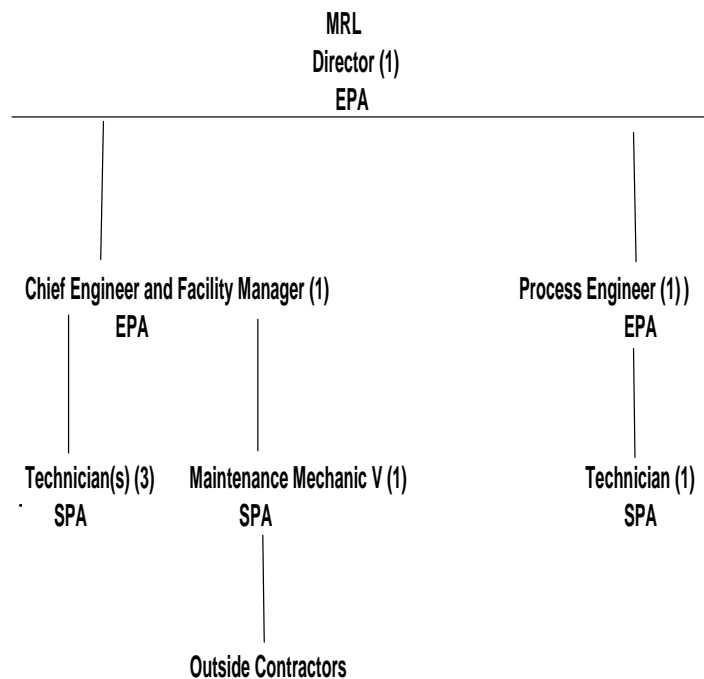 MRL
Director (1)
EPA
Chief Engineer and Facility Manager (1)
EPA
Process Engineer (1) )
EPA
Technician(s) (3)
SPA
Maintenance Mechanic V (1)
SPA
Technician (1)
SPA
Outside Contractors